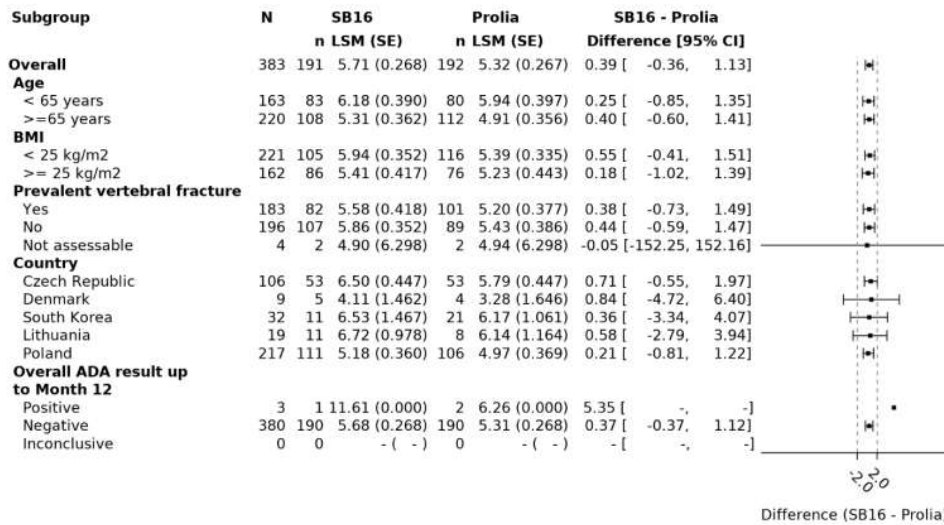 Subgroup N SB16 Prolia SB16 - Prolia
n LSM (SE) n LSM (SE) Difference [95% CI]
Overall 383 191 5.71 (0.268) 192 5.32 (0.267) 0.39 [ -0.36, 1.13]
Age
< 65 years 163 83 6.18 (0.390) 80 5.94 (0.397) 0.25 [ -0.85, 1.35]
>=65 years 220 108 5.31 (0.362) 112 4.91 (0.356) 0.40 [ -0.60, 1.41]
BMI
< 25 kg/m2 221 105 5.94 (0.352) 116 5.39 (0.335) 0.55 [ -0.41, 1.51]
>= 25 kg/m2 162 86 5.41 (0.417) 76 5.23 (0.443) 0.18 [ -1.02, 1.39]
Prevalent vertebral fracture
Yes 183 82 5.58 (0.418) 101 5.20 (0.377) 0.38 [ -0.73, 1.49]
No 196 107 5.86 (0.352) 89 5.43 (0.386) 0.44 [ -0.59, 1.47]
Not assessable 4 2 4.90 (6.298) 2 4.94 (6.298) -0.05 [-152.25, 152.16]
Country
Czech Republic 106 53 6.50 (0.447) 53 5.79 (0.447) 0.71 [ -0.55, 1.97]
Denmark 9 5 4.11 (1.462) 4 3.28 (1.646) 0.84 [ -4.72, 6.40]
South Korea 32 11 6.53 (1.467) 21 6.17 (1.061) 0.36 [ -3.34, 4.07]
Lithuania 19 11 6.72 (0.978) 8 6.14 (1.164) 0.58 [ -2.79, 3.94]
Poland 217 111 5.18 (0.360) 106 4.97 (0.369) 0.21 [ -0.81, 1.22]
Overall ADA result up
to Month 12
Positive 3 1 11.61 (0.000) 2 6.26 (0.000) 5.35 [ -, -]
Negative 380 190 5.68 (0.268) 190 5.31 (0.268) 0.37 [ -0.37, 1.12]
Inconclusive 0 0 - ( - ) 0 - ( - ) - [ -, -]
-2.0 2.0
Difference (SB16 - Prolia)